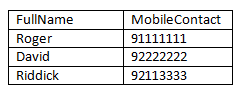 FullName MobileContact
Roger 91111111
David 92222222
Riddick 92113333